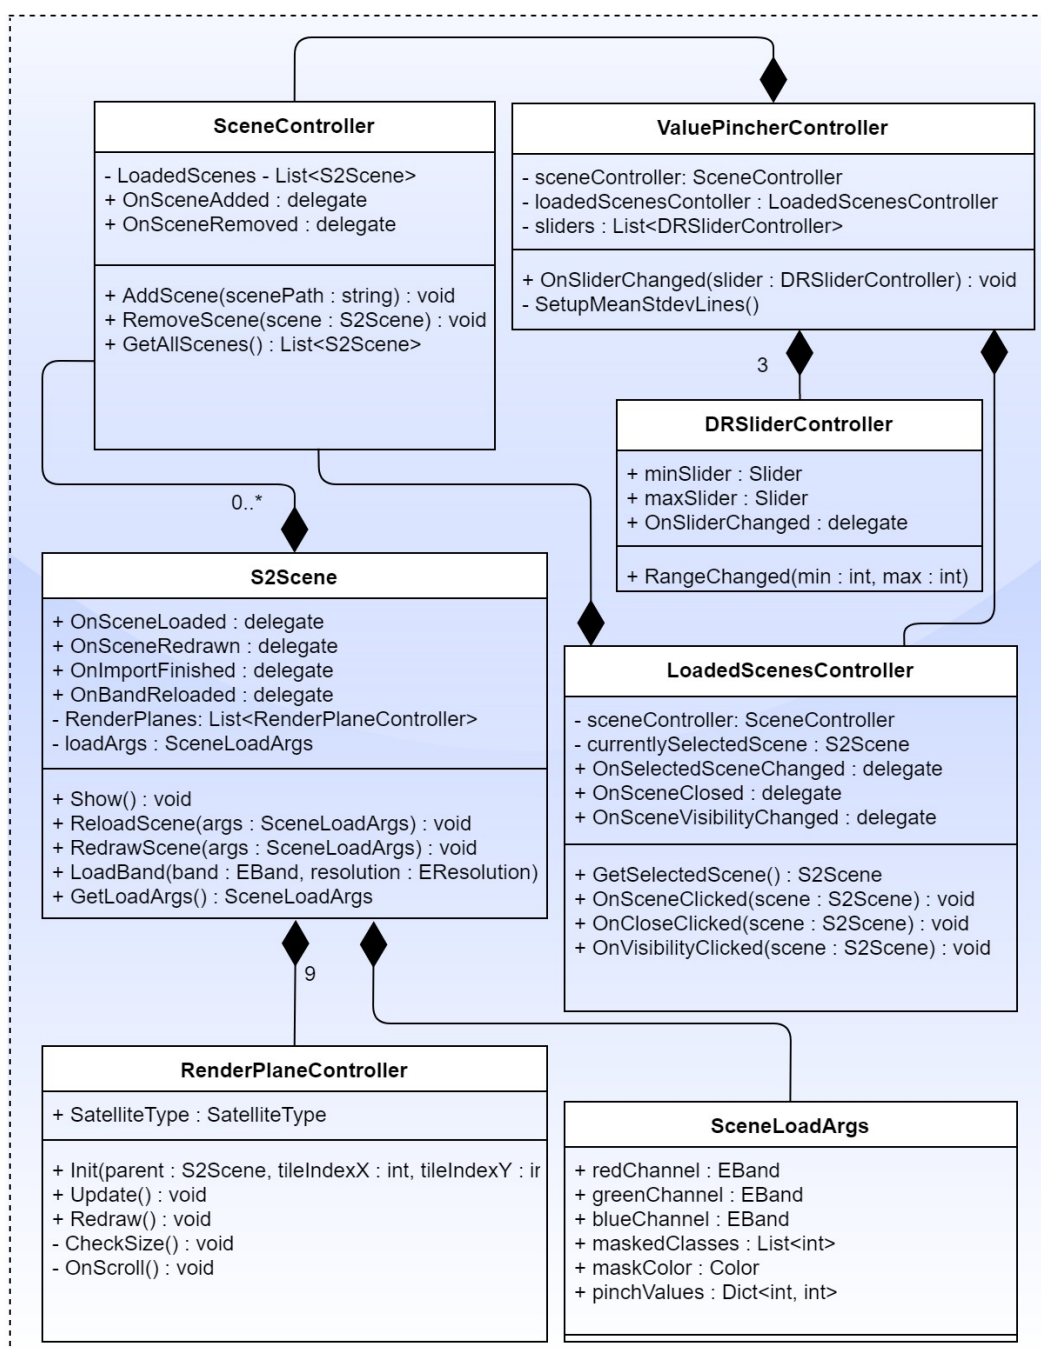 SceneController
- LoadedScenes - List<S2Scene>
+ OnSceneAdded : delegate
+ OnSceneRemoved : delegate
+ AddScene(scenePath : string) : void
+ RemoveScene(scene : S2Scene) : void
+ GetAllScenes() : List<S2Scene>
ValuePincherController
- sceneController: SceneController
- loadedScenesContoller : LoadedScenesController
- sliders : List<DRSliderController>
+ OnSliderChanged(slider : DRSliderController) : void
- SetupMeanStdevLines()
3
DRSliderController
+ minSlider : Slider
+ maxSlider : Slider
+ OnSliderChanged : delegate
+ RangeChanged(min : int, max : int)
0..*
S2Scene
+ OnSceneLoaded : delegate
+ OnSceneRedrawn : delegate
+ OnImportFinished : delegate
+ OnBandReloaded : delegate
- RenderPlanes: List<RenderPlaneController>
- loadArgs : SceneLoadArgs
+ Show() : void
+ ReloadScene(args : SceneLoadArgs) : void
+ RedrawScene(args : SceneLoadArgs) : void
+ LoadBand(band : EBand, resolution : EResolution)
+ GetLoadArgs() : SceneLoadArgs
LoadedScenesController
- sceneController: SceneController
- currentlySelectedScene : S2Scene
+ OnSelectedSceneChanged : delegate
+ OnSceneClosed : delegate
+ OnSceneVisibilityChanged : delegate
+ GetSelectedScene() : S2Scene
+ OnSceneClicked(scene : S2Scene) : void
+ OnCloseClicked(scene : S2Scene) : void
+ OnVisibilityClicked(scene : S2Scene) : void
9
RenderPlaneController
+ SatelliteType : SatelliteType
+ Init(parent : S2Scene, tileIndexX : int, tileIndexY :
+ Update() : void
+ Redraw() : void
- CheckSize() : void
- OnScroll() : void
SceneLoadArgs
+ redChannel : EBand
+ greenChannel : EBand
+ blueChannel : EBand
+ maskedClasses : List<int>
+ maskColor : Color
+ pinchValues : Dict<int, int>